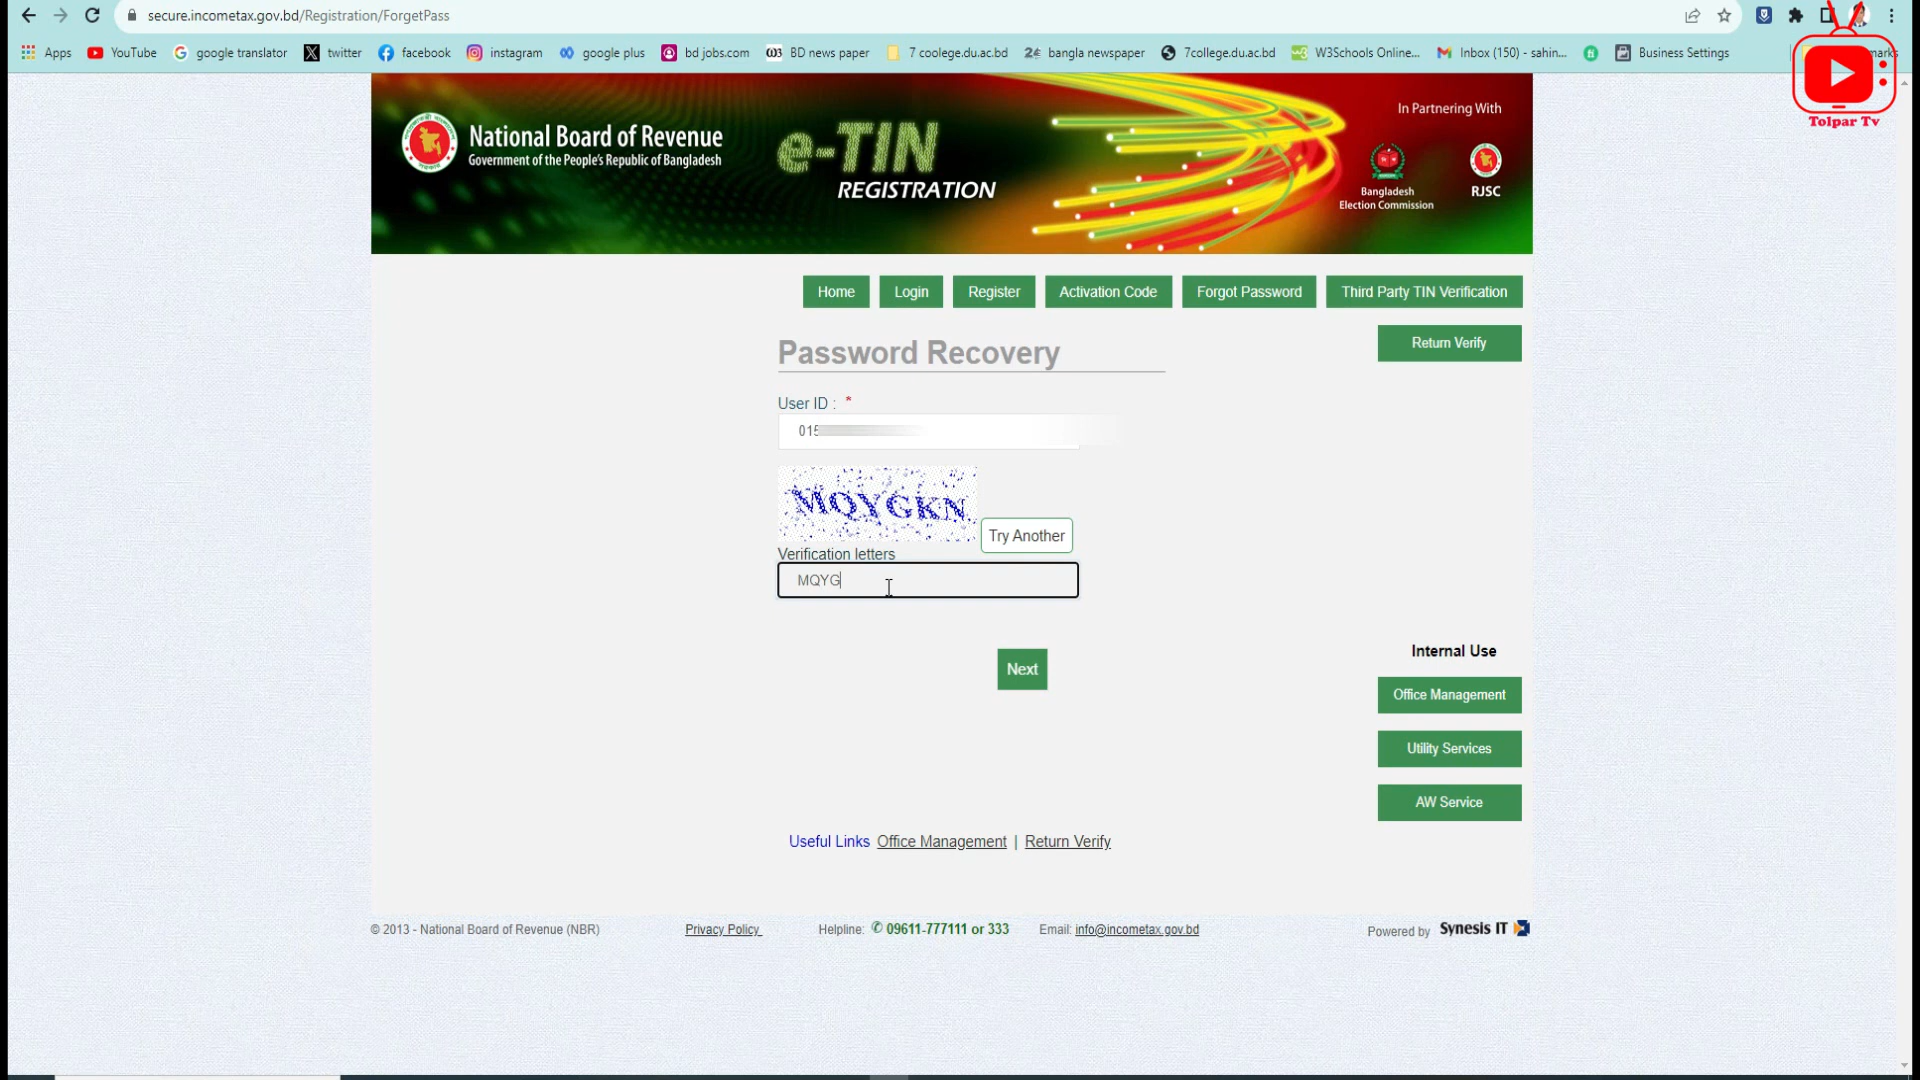 secure.incometax.gov.bd/Registration/ForgetPass
Apps YouTube google translator twitter facebook instagram google plus bd jobs.com BD news paper 7 coolege.du.ac.bd bangla newspaper 7college.du.ac.bd W3Schools Online... Inbox (150) - sahin... Business Settings
Tolpar Tv
National Board of Revenue
Government of the People's Republic of Bangladesh
e-TIN
REGISTRATION
In Partnering With
Bangladesh
Election Commission
RJSC
Home Login Register Activation Code Forgot Password Third Party TIN Verification
Return Verify
Password Recovery
User ID : *
015
MQYGKN
Try Another
Verification letters
MQYG
Next
Internal Use
Office Management
Utility Services
AW Service
Useful Links Office Management | Return Verify
© 2013 - National Board of Revenue (NBR) Privacy Policy Helpline: 09611-777111 or 333 Email: info@incometax.gov.bd Powered by Synesis IT